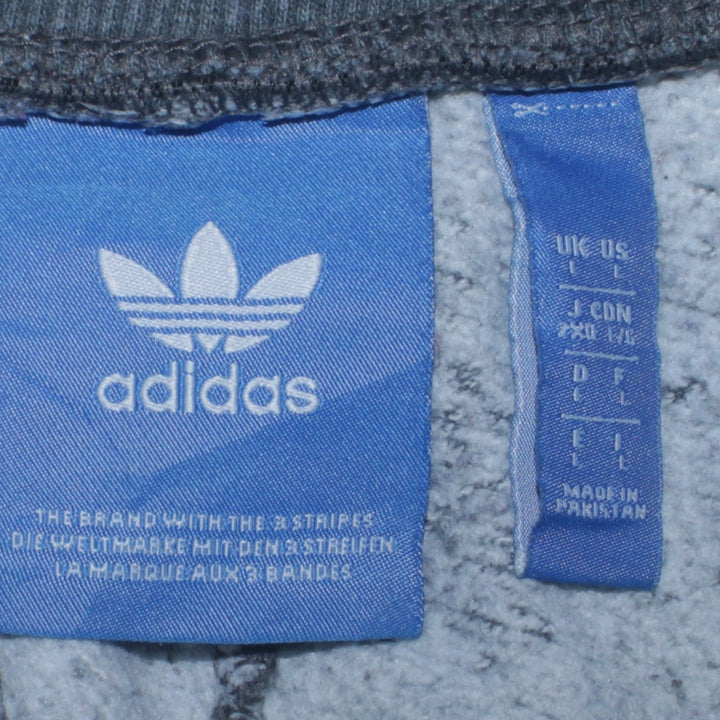 adidas
THE BRAND WITH THE 3 STRIPES
DIE WELTMARKE MIT DEN 3 STREIFEN
LA MARQUE AUX 3 BANDES
UK US
L L
J CDN
2XO G/G
D F
L L
E I
L L
MADE IN
PAKISTAN